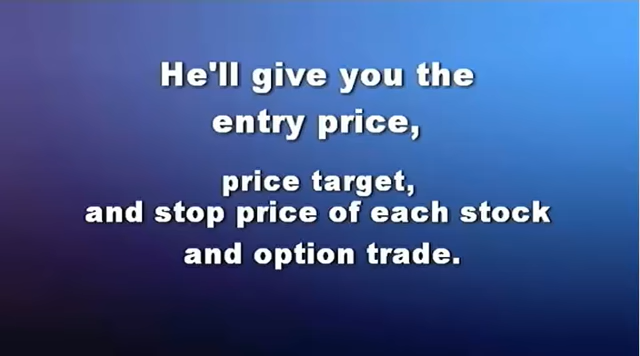 He'll give you the
entry price,
price target,
and stop price of each stock
and option trade.